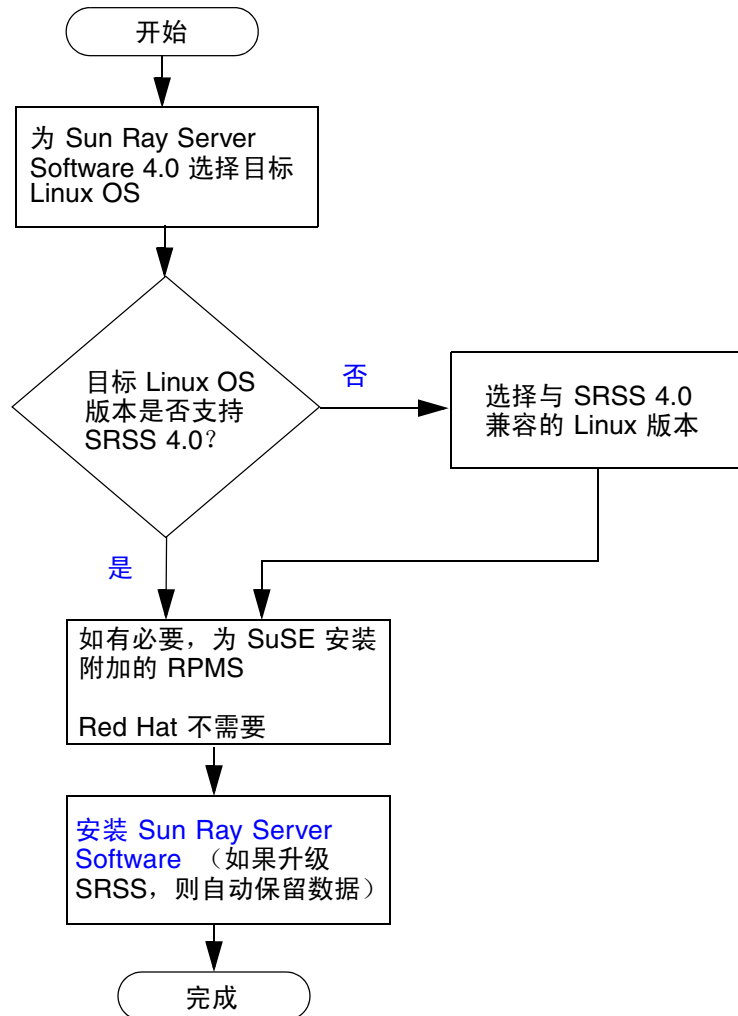 开始
为 Sun Ray Server
Software 4.0 选择目标
Linux OS
目标 Linux OS
版本是否支持
SRSS 4.0？
否
选择与 SRSS 4.0
兼容的 Linux 版本
是
如有必要，为 SuSE 安装
附加的 RPMS
Red Hat 不需要
安装 Sun Ray Server
Software （如果升级
SRSS，则自动保留数据）
完成